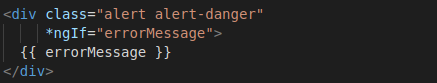 <div class="alert alert-danger"
     *ngIf="errorMessage">
  {{ errorMessage }}
</div>